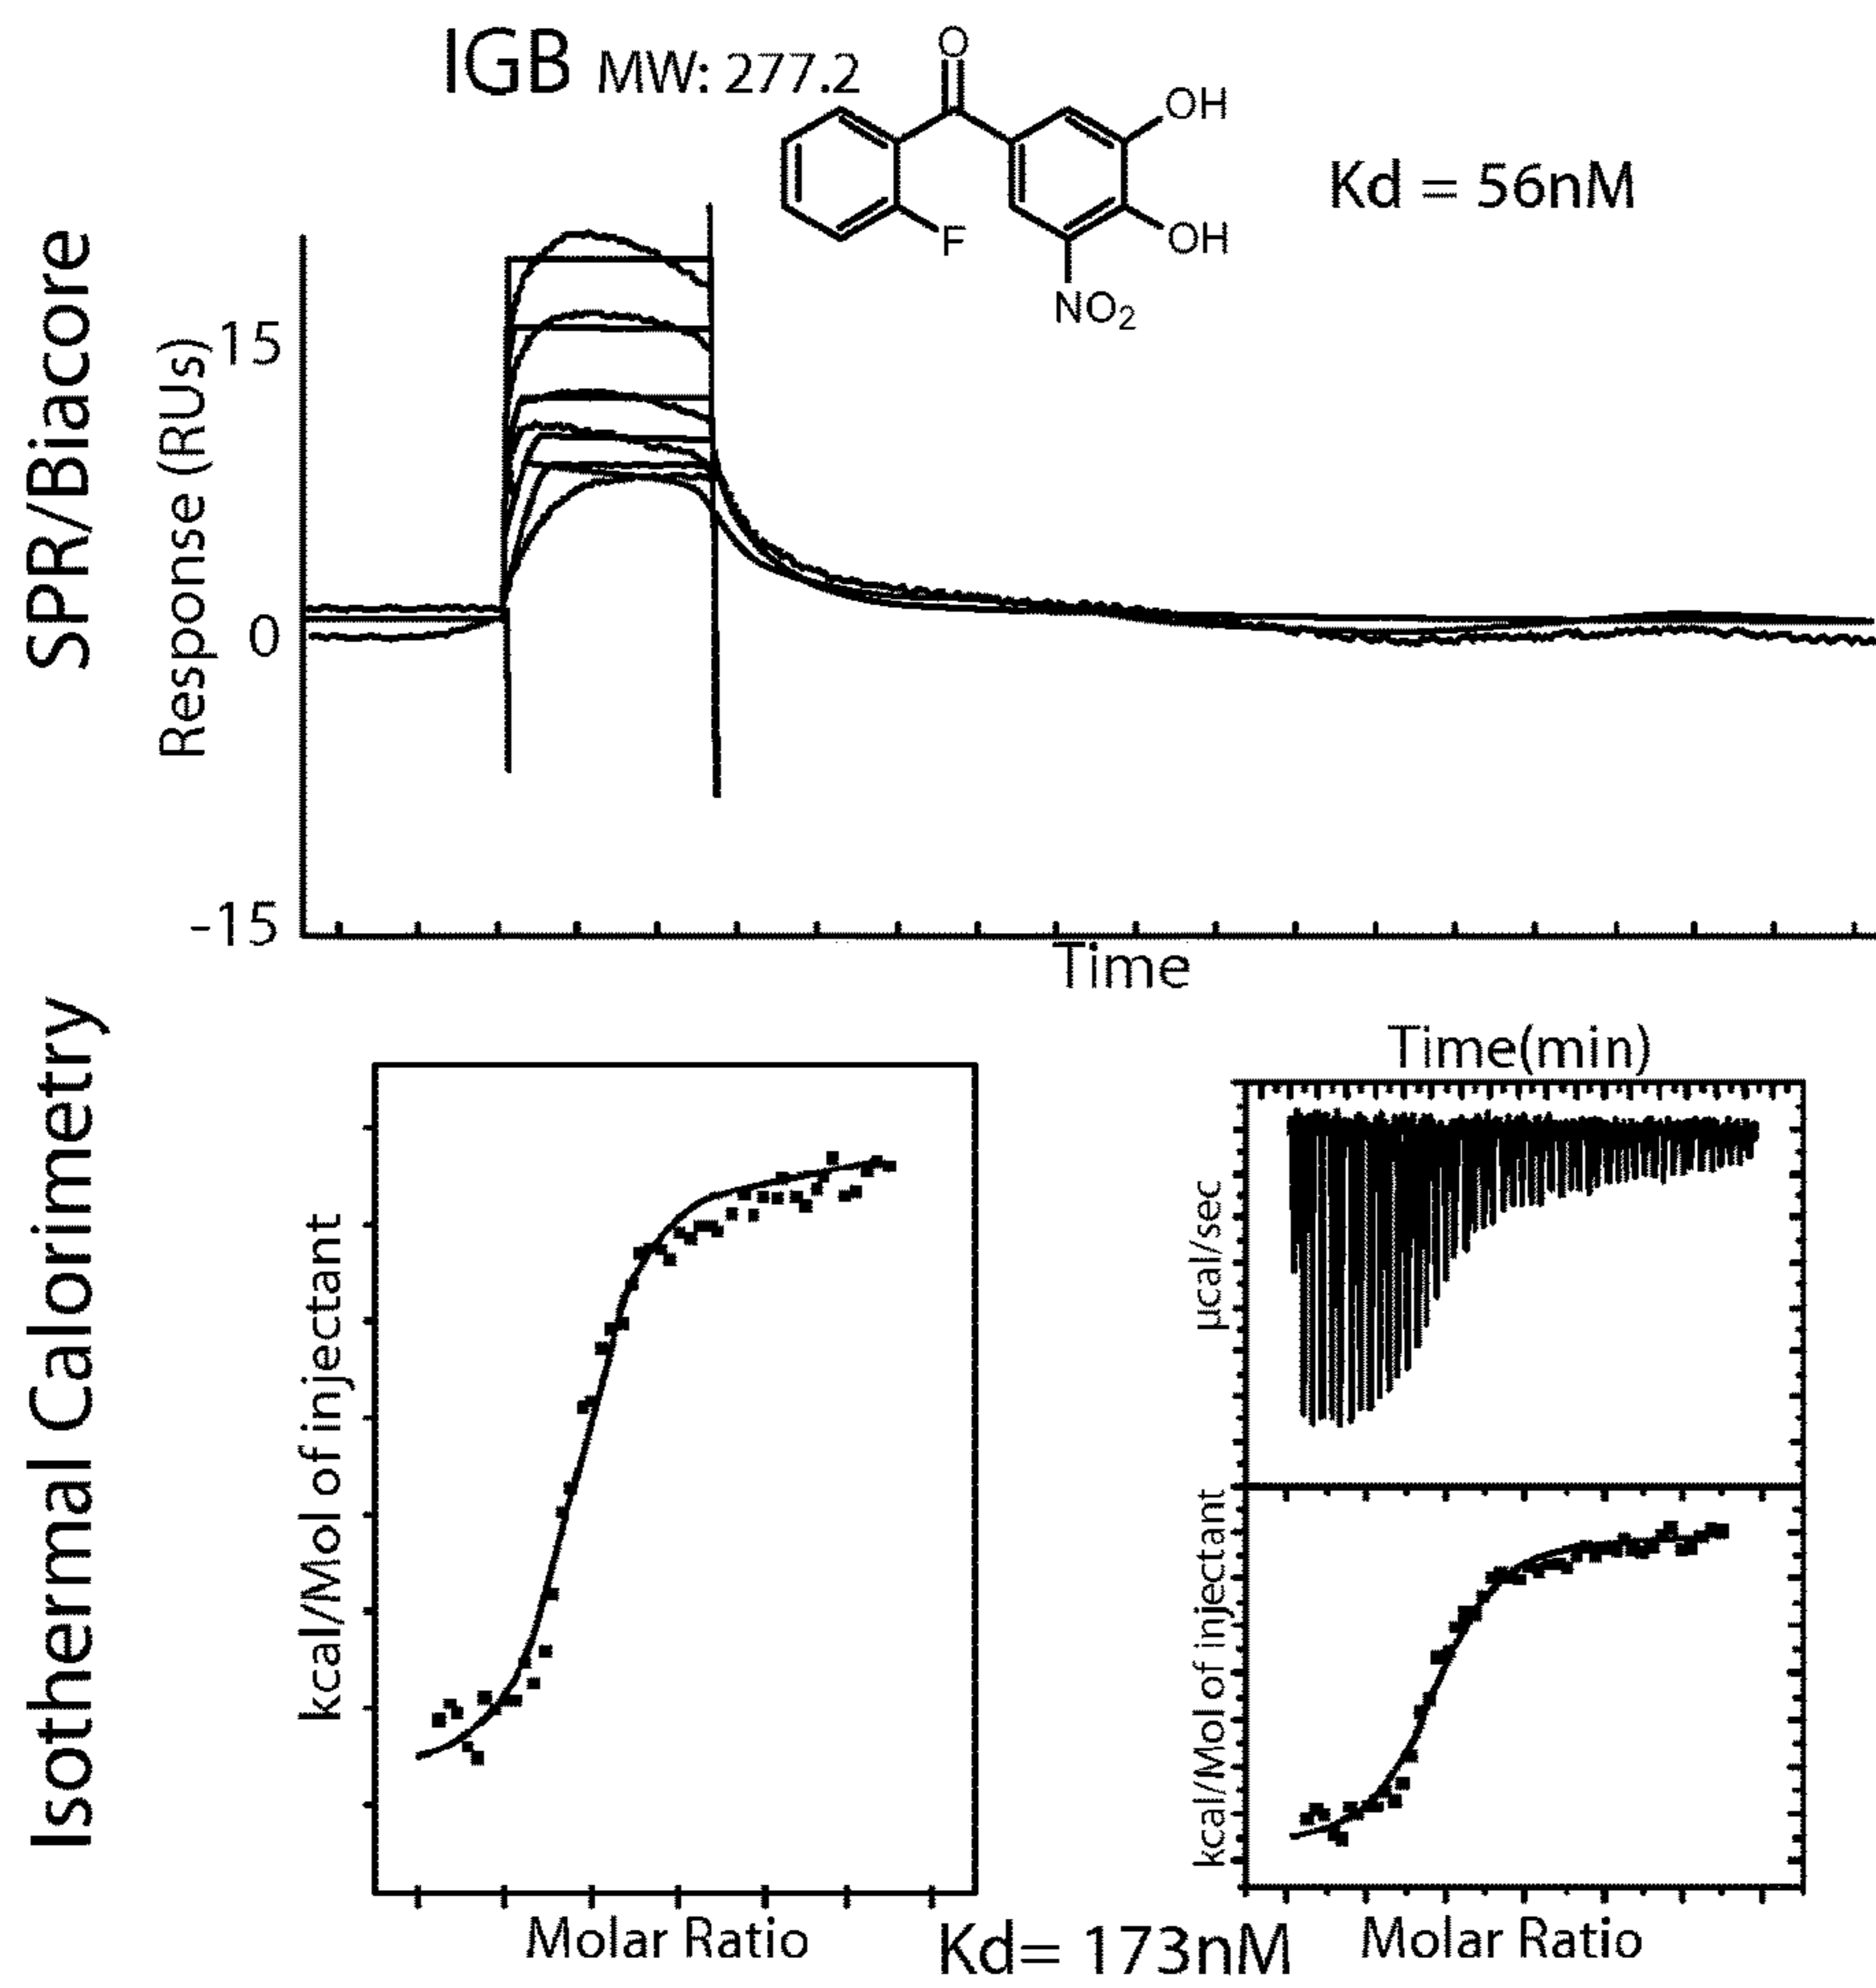 IGB MW: 277.2
O
OH
Kd = 56nM
F
OH
NO₂
SPR/Biacore
Response (RUs)
15
0
-15
Time
Isothermal Calorimetry
kcal/Mol of injectant
Molar Ratio
Kd= 173nM
Time(min)
µcal/sec
kcal/Mol of injectant
Molar Ratio